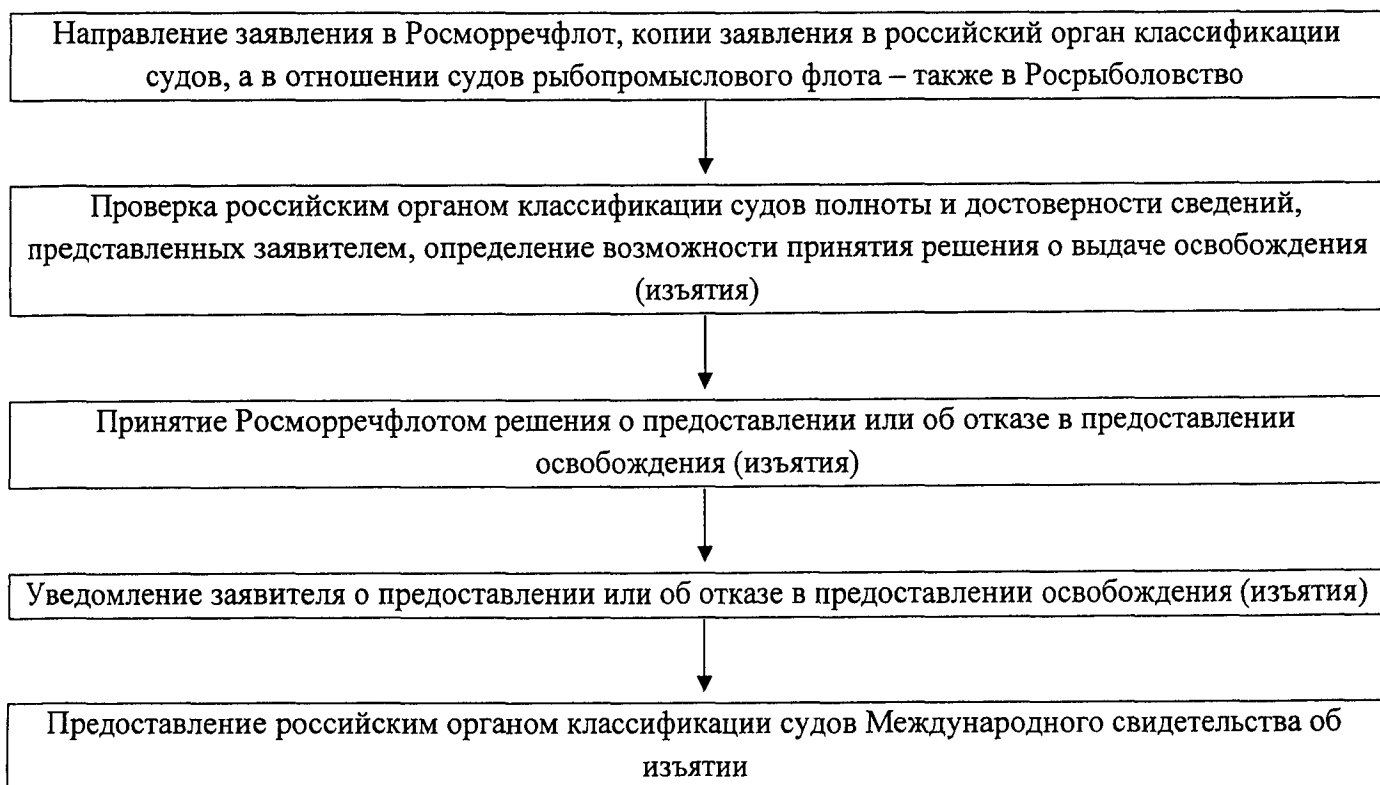 Направление заявления в Росморречфлот, копии заявления в российский орган классификации
судов, а в отношении судов рыбопромыслового флота – также в Росрыболовство
Проверка российским органом классификации судов полноты и достоверности сведений,
представленных заявителем, определение возможности принятия решения о выдаче освобождения
(изъятия)
Принятие Росморречфлотом решения о предоставлении или об отказе в предоставлении
освобождения (изъятия)
Уведомление заявителя о предоставлении или об отказе в предоставлении освобождения (изъятия)
Предоставление российским органом классификации судов Международного свидетельства об
изъятии